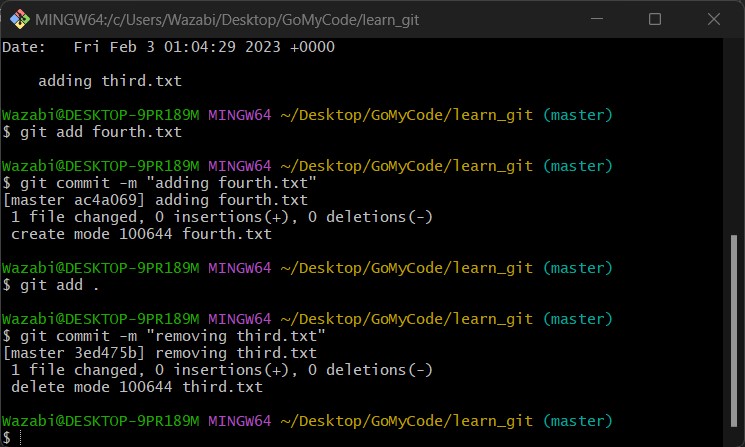 MINGW64:/c/Users/Wazabi/Desktop/GoMyCode/learn_git
Date:   Fri Feb 3 01:04:29 2023 +0000
    adding third.txt
Wazabi@DESKTOP-9PR189M MINGW64 ~/Desktop/GoMyCode/learn_git (master)
$ git add fourth.txt
Wazabi@DESKTOP-9PR189M MINGW64 ~/Desktop/GoMyCode/learn_git (master)
$ git commit -m "adding fourth.txt"
[master ac4a069] adding fourth.txt
 1 file changed, 0 insertions(+), 0 deletions(-)
 create mode 100644 fourth.txt
Wazabi@DESKTOP-9PR189M MINGW64 ~/Desktop/GoMyCode/learn_git (master)
$ git add .
Wazabi@DESKTOP-9PR189M MINGW64 ~/Desktop/GoMyCode/learn_git (master)
$ git commit -m "removing third.txt"
[master 3ed475b] removing third.txt
 1 file changed, 0 insertions(+), 0 deletions(-)
 delete mode 100644 third.txt
Wazabi@DESKTOP-9PR189M MINGW64 ~/Desktop/GoMyCode/learn_git (master)
$